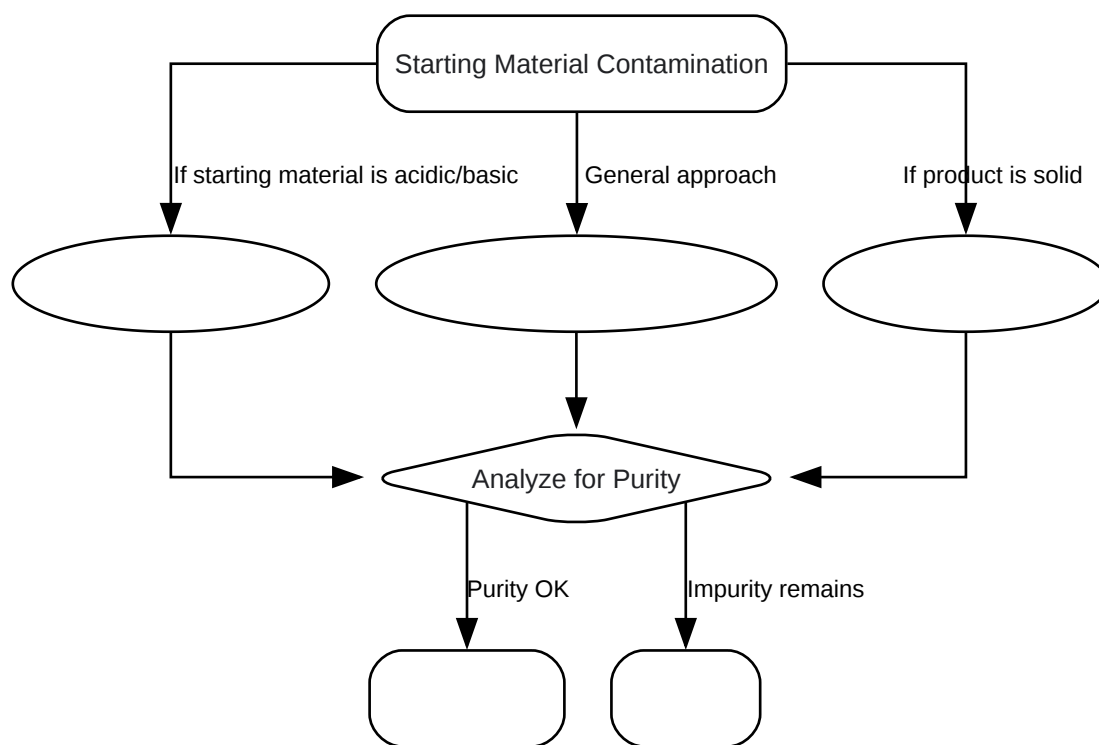 Starting Material Contamination
If starting material is acidic/basic
General approach
If product is solid
Analyze for Purity
Purity OK
Impurity remains